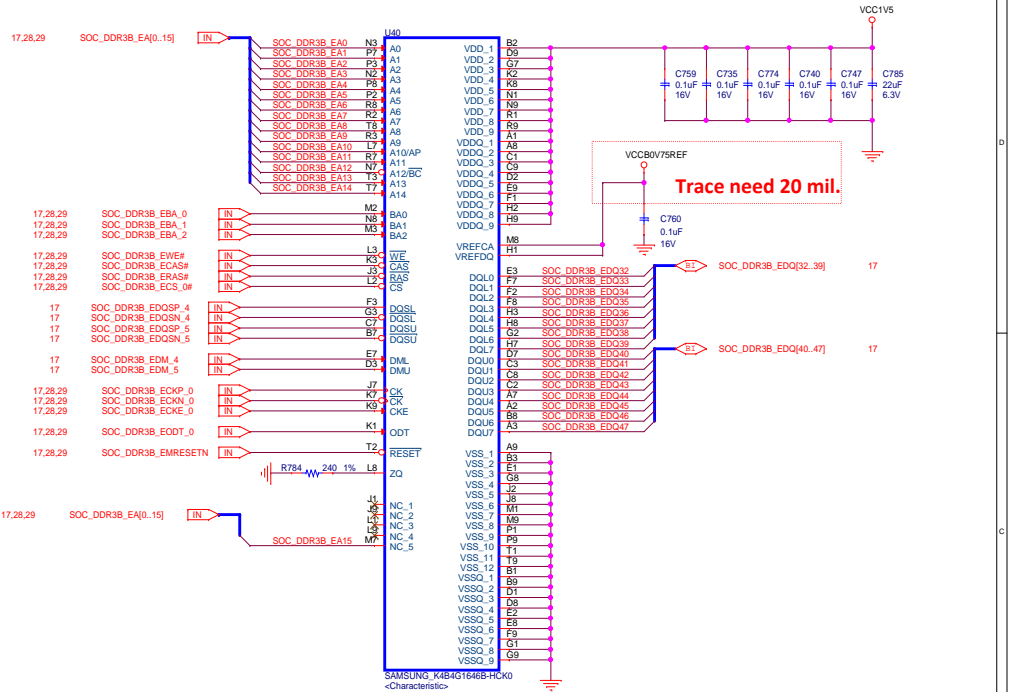 VCC1V5
U40
17,28,29 SOC_DDR3B_EA[0..15] IN
SOC_DDR3B_EA0 N3 A0
SOC_DDR3B_EA1 P7 A1
SOC_DDR3B_EA2 P3 A2
SOC_DDR3B_EA3 N2 A3
SOC_DDR3B_EA4 P8 A4
SOC_DDR3B_EA5 P2 A5
SOC_DDR3B_EA6 R8 A6
SOC_DDR3B_EA7 R2 A7
SOC_DDR3B_EA8 T8 A8
SOC_DDR3B_EA9 R3 A9
SOC_DDR3B_EA10 L7 A10/AP
SOC_DDR3B_EA11 R7 A11
SOC_DDR3B_EA12 N7 A12/BC
SOC_DDR3B_EA13 T3 A13
SOC_DDR3B_EA14 T7 A14
17,28,29 SOC_DDR3B_EBA_0 IN M2 BA0
17,28,29 SOC_DDR3B_EBA_1 IN N8 BA1
17,28,29 SOC_DDR3B_EBA_2 IN M3 BA2
17,28,29 SOC_DDR3B_EWE# IN L3 WE
17,28,29 SOC_DDR3B_ECAS# IN K3 CAS
17,28,29 SOC_DDR3B_ERAS# IN J3 RAS
17,28,29 SOC_DDR3B_ECS_0# IN L2 CS
17 SOC_DDR3B_EDQSP_4 IN F3 DQSL
17 SOC_DDR3B_EDQSN_4 IN G3 DQSL
17 SOC_DDR3B_EDQSP_5 IN C7 DQSU
17 SOC_DDR3B_EDQSN_5 IN B7 DQSU
17 SOC_DDR3B_EDM_4 IN E7 DML
17 SOC_DDR3B_EDM_5 IN D3 DMU
17,28,29 SOC_DDR3B_ECKP_0 IN J7 CK
17,28,29 SOC_DDR3B_ECKN_0 IN K7 CK
17,28,29 SOC_DDR3B_ECKE_0 IN K9 CKE
17,28,29 SOC_DDR3B_EODT_0 IN K1 ODT
17,28,29 SOC_DDR3B_EMRESETN IN T2 RESET
R784 240 1% L8 ZQ
J1 NC_1
J9 NC_2
L1 NC_3
L9 NC_4
17,28,29 SOC_DDR3B_EA[0..15] IN
SOC_DDR3B_EA15 M7 NC_5
VDD_1 B2
VDD_2 D9
VDD_3 G7
VDD_4 K2
VDD_5 K8
VDD_6 N1
VDD_7 N9
VDD_8 R1
VDD_9 R9
VDDQ_1 A1
VDDQ_2 A8
VDDQ_3 C1
VDDQ_4 C9
VDDQ_5 D2
VDDQ_6 E9
VDDQ_7 F1
VDDQ_8 H2
VDDQ_9 H9
VREFCA M8
VREFDQ H1
DQL0 E3 SOC_DDR3B_EDQ32
DQL1 F7 SOC_DDR3B_EDQ33
DQL2 F2 SOC_DDR3B_EDQ34
DQL3 F8 SOC_DDR3B_EDQ35
DQL4 H3 SOC_DDR3B_EDQ36
DQL5 H8 SOC_DDR3B_EDQ37
DQL6 G2 SOC_DDR3B_EDQ38
DQL7 H7 SOC_DDR3B_EDQ39
DQU0 D7 SOC_DDR3B_EDQ40
DQU1 C3 SOC_DDR3B_EDQ41
DQU2 C8 SOC_DDR3B_EDQ42
DQU3 C2 SOC_DDR3B_EDQ43
DQU4 A7 SOC_DDR3B_EDQ44
DQU5 A2 SOC_DDR3B_EDQ45
DQU6 B8 SOC_DDR3B_EDQ46
DQU7 A3 SOC_DDR3B_EDQ47
VSS_1 A9
VSS_2 B3
VSS_3 E1
VSS_4 G8
VSS_5 J2
VSS_6 J8
VSS_7 M1
VSS_8 M9
VSS_9 P1
VSS_10 P9
VSS_11 T1
VSS_12 T9
VSSQ_1 B1
VSSQ_2 B9
VSSQ_3 D1
VSSQ_4 D8
VSSQ_5 E2
VSSQ_6 E8
VSSQ_7 F9
VSSQ_8 G1
VSSQ_9 G9
SAMSUNG_K4B4G1646B-HCK0
<Characteristic>
C759 C735 C774 C740 C747 C785
0.1uF 0.1uF 0.1uF 0.1uF 0.1uF 22uF
16V 16V 16V 16V 16V 6.3V
VCCB0V75REF
Trace need 20 mil.
C760
0.1uF
16V
BI SOC_DDR3B_EDQ[32..39] 17
BI SOC_DDR3B_EDQ[40..47] 17
D
C